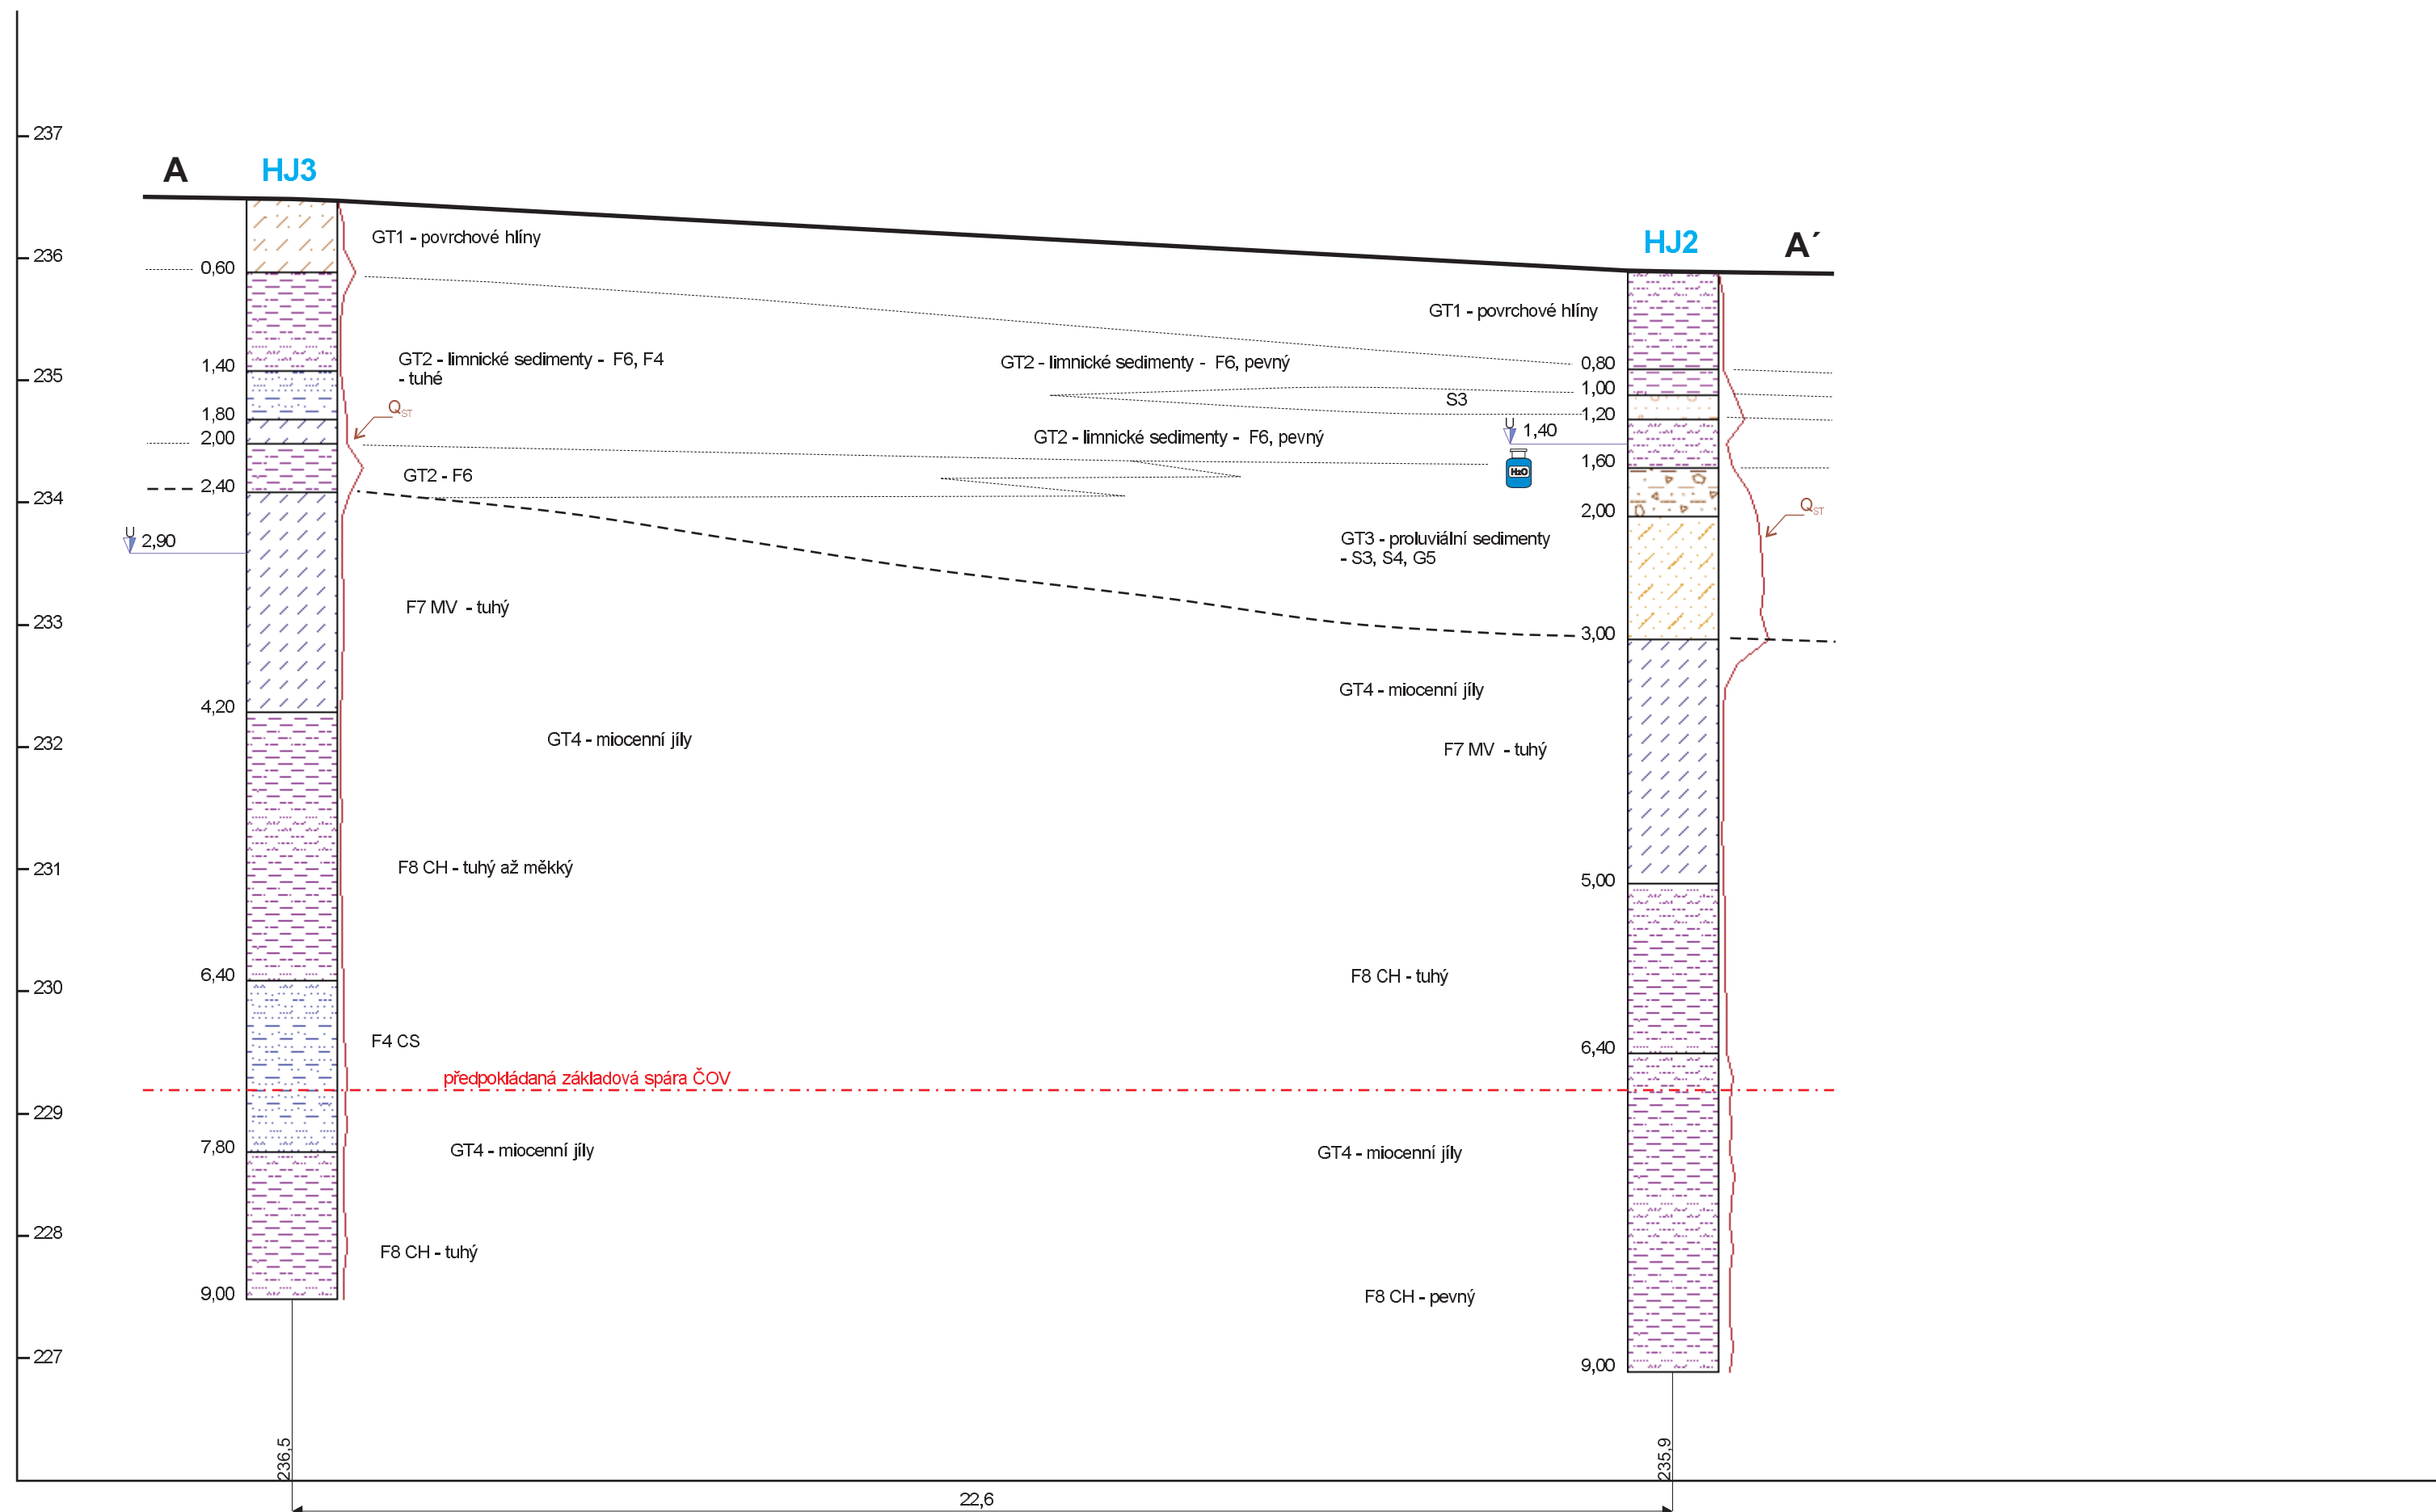 237
A
HJ3
HJ2
A´
GT1 - povrchové hlíny
236
0,60
GT1 - povrchové hlíny
GT2 - limnické sedimenty - F6, F4
- tuhé
GT2 - limnické sedimenty - F6, pevný
0,80
1,40
235
1,00
S3
QST
1,80
1,20
U
1,40
2,00
GT2 - limnické sedimenty - F6, pevný
1,60
H2O
GT2 - F6
2,40
234
2,00
QST
U
2,90
GT3 - proluviální sedimenty
- S3, S4, G5
F7 MV - tuhý
233
3,00
GT4 - miocenní jíly
4,20
232
GT4 - miocenní jíly
F7 MV - tuhý
231
F8 CH - tuhý až měkký
5,00
6,40
F8 CH - tuhý
230
F4 CS
6,40
předpokládaná základová spára ČOV
229
7,80
GT4 - miocenní jíly
GT4 - miocenní jíly
228
F8 CH - tuhý
9,00
F8 CH - pevný
227
9,00
236,5
235,9
22,6